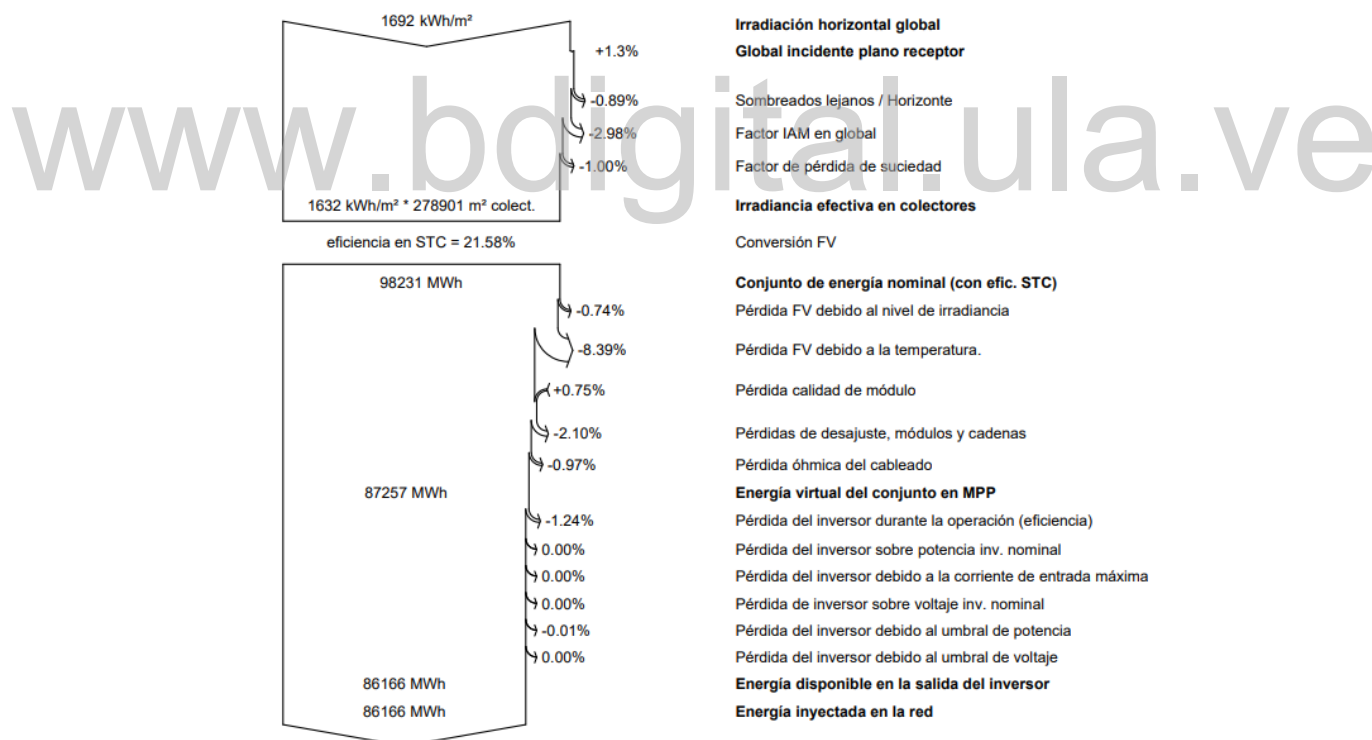 1692 kWh/m² Irradiación horizontal global
+1.3% Global incidente plano receptor
www.bdigital.ula.ve
-0.89% Sombreados lejanos / Horizonte
-2.98% Factor IAM en global
-1.00% Factor de pérdida de suciedad
1632 kWh/m² * 278901 m² colect. Irradiancia efectiva en colectores
eficiencia en STC = 21.58% Conversión FV
98231 MWh Conjunto de energía nominal (con efic. STC)
-0.74% Pérdida FV debido al nivel de irradiancia
-8.39% Pérdida FV debido a la temperatura.
+0.75% Pérdida calidad de módulo
-2.10% Pérdidas de desajuste, módulos y cadenas
-0.97% Pérdida óhmica del cableado
87257 MWh Energía virtual del conjunto en MPP
-1.24% Pérdida del inversor durante la operación (eficiencia)
0.00% Pérdida del inversor sobre potencia inv. nominal
0.00% Pérdida del inversor debido a la corriente de entrada máxima
0.00% Pérdida de inversor sobre voltaje inv. nominal
-0.01% Pérdida del inversor debido al umbral de potencia
0.00% Pérdida del inversor debido al umbral de voltaje
86166 MWh Energía disponible en la salida del inversor
86166 MWh Energía inyectada en la red